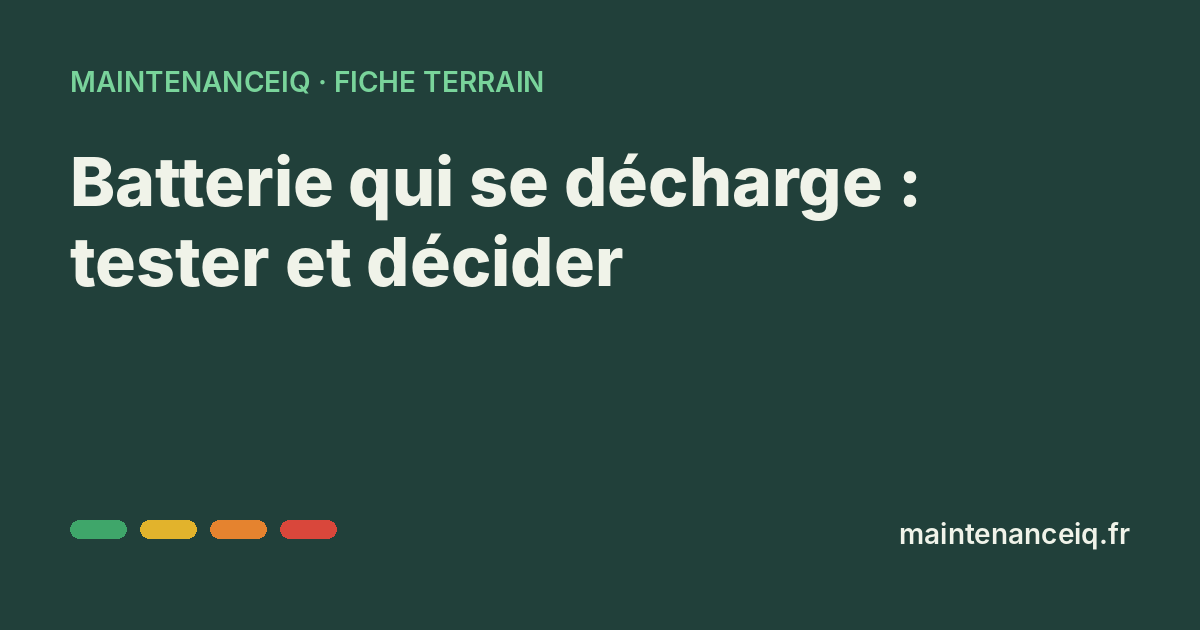 MAINTENANCEIQ · FICHE TERRAIN
Batterie qui se décharge :
tester et décider
maintenanceiq.fr